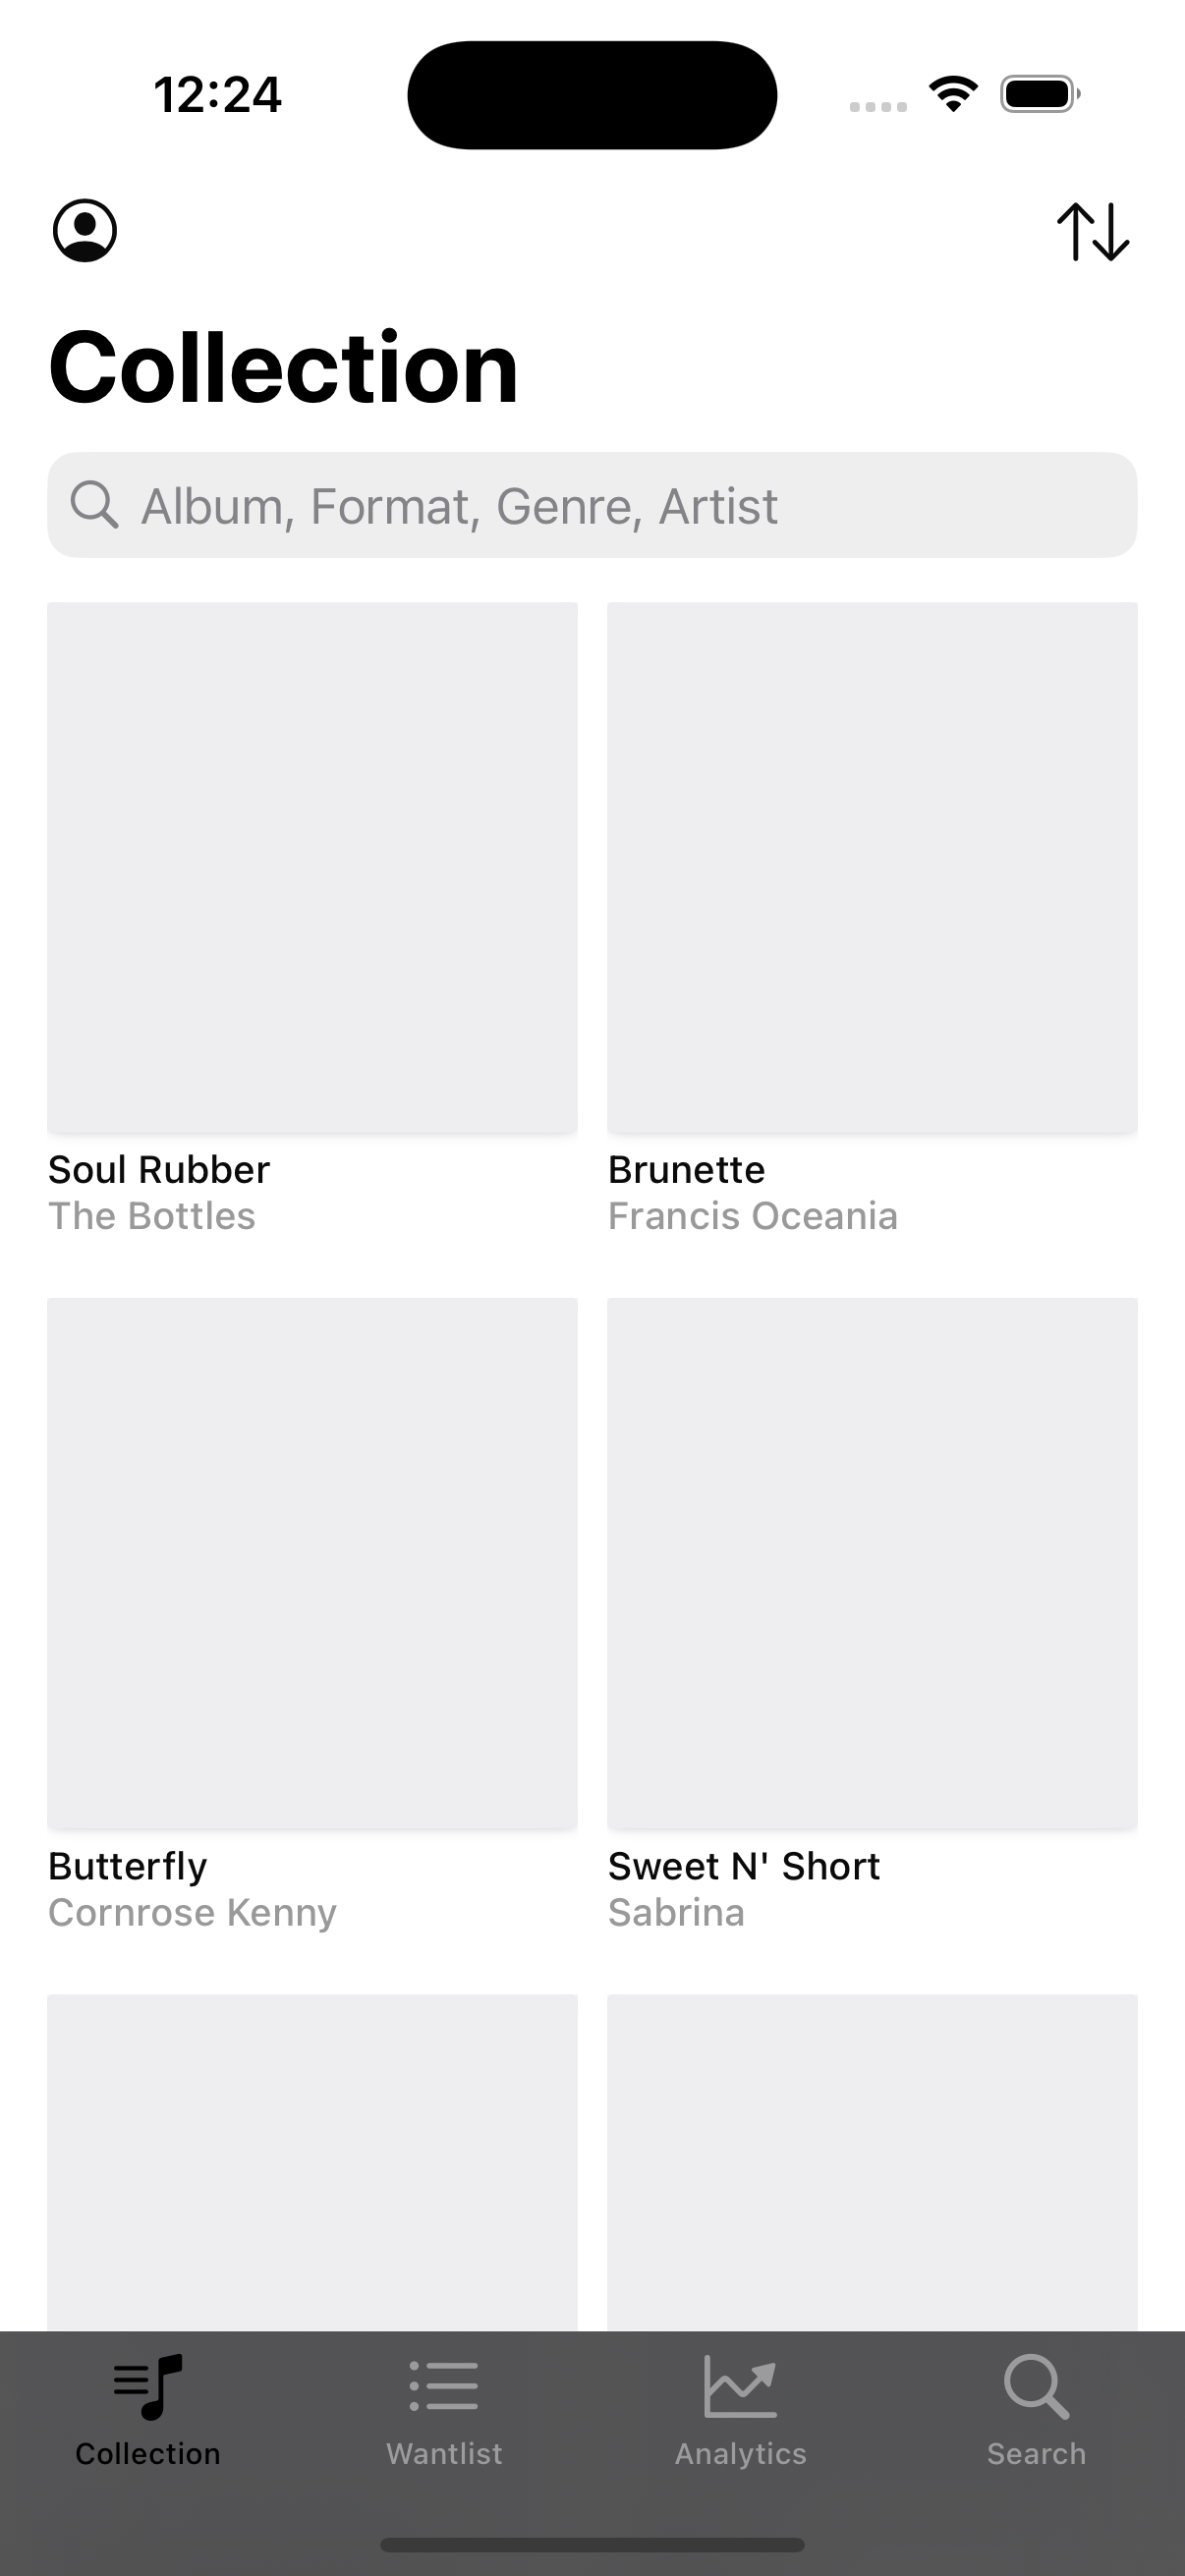 12:24
Collection
Album, Format, Genre, Artist
Soul Rubber
The Bottles
Brunette
Francis Oceania
Butterfly
Cornrose Kenny
Sweet N' Short
Sabrina
Collection
Wantlist
Analytics
Search